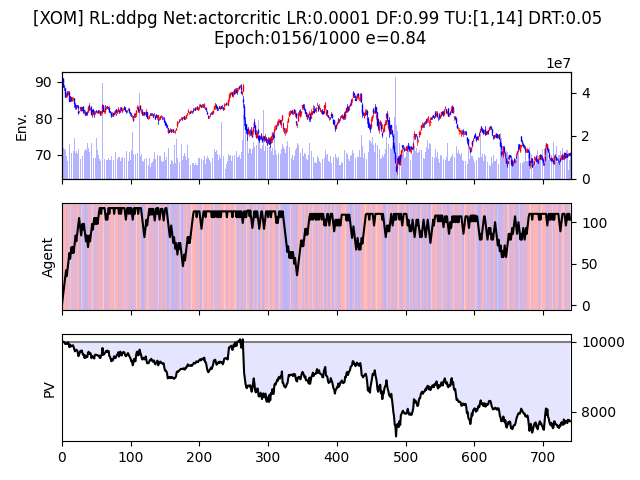 [XOM] RL:ddpg Net:actorcritic LR:0.0001 DF:0.99 TU:[1,14] DRT:0.05
Epoch:0156/1000 e=0.84
1e7
90
80
70
Env.
4
2
0
Agent
100
50
0
PV
10000
8000
0 100 200 300 400 500 600 700